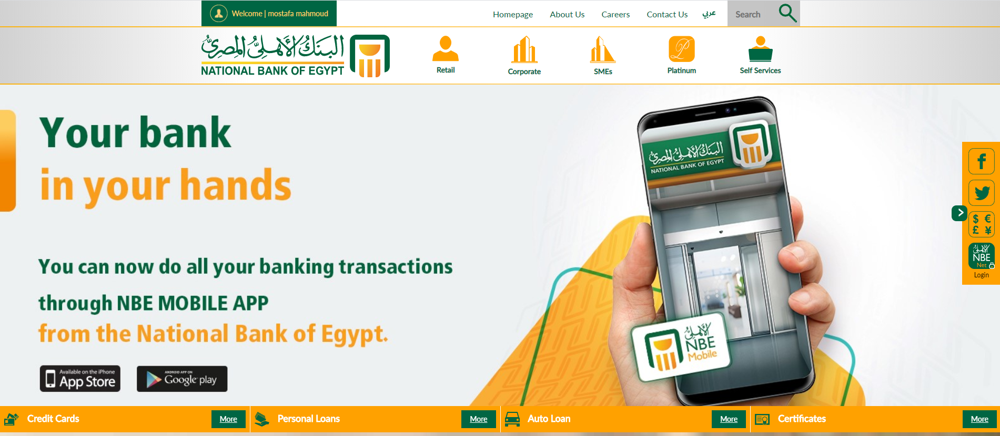 Welcome | mostafa mahmoud
Homepage
About Us
Careers
Contact Us
عربي
Search
البنك الأهلي المصري
NATIONAL BANK OF EGYPT
Retail
Corporate
SMEs
P
Platinum
Self Services
Your bank
in your hands
You can now do all your banking transactions
through NBE MOBILE APP
from the National Bank of Egypt.
Available on the iPhone
App Store
ANDROID APP ON
Google play
البنك الأهلي المصري
NATIONAL BANK OF EGYPT
الأهلي
NBE
Mobile
f
$ €
£ ¥
الأهلي
NBE
Net
Login
Credit Cards
More
Personal Loans
More
Auto Loan
More
Certificates
More